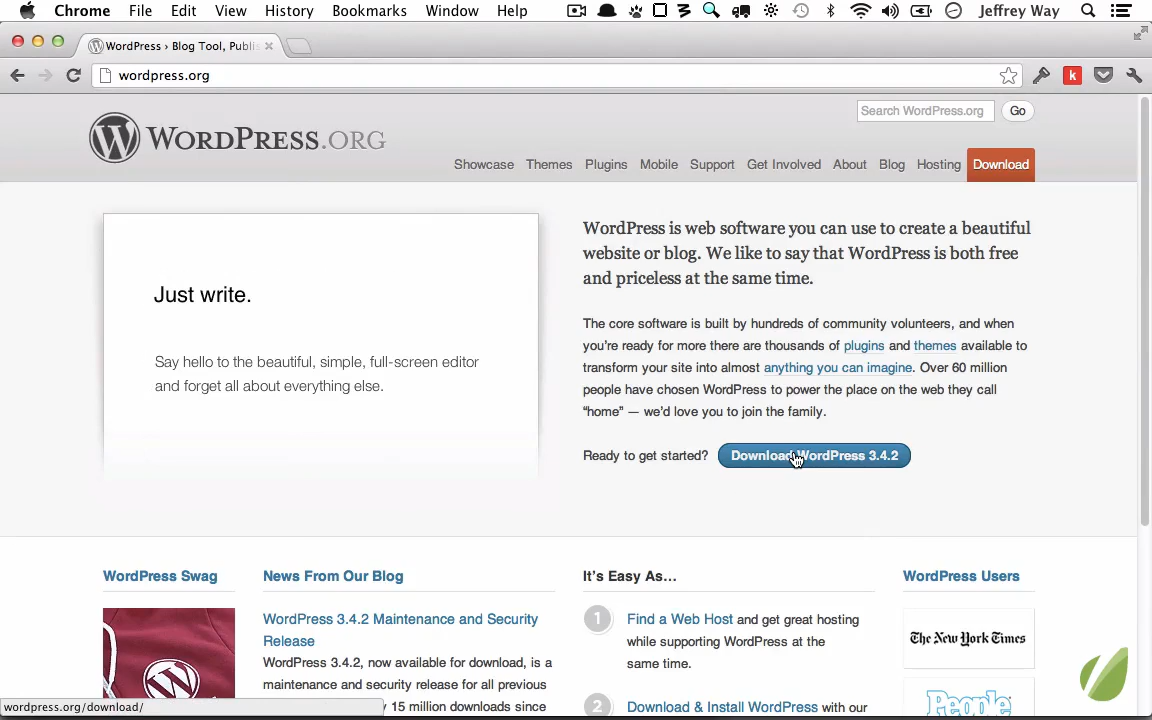 Chrome File Edit View History Bookmarks Window Help Jeffrey Way
WordPress › Blog Tool, Publis
wordpress.org
WORDPRESS.ORG
Search WordPress.org Go
Showcase Themes Plugins Mobile Support Get Involved About Blog Hosting Download
Just write.
Say hello to the beautiful, simple, full-screen editor
and forget all about everything else.
WordPress is web software you can use to create a beautiful
website or blog. We like to say that WordPress is both free
and priceless at the same time.
The core software is built by hundreds of community volunteers, and when
you're ready for more there are thousands of plugins and themes available to
transform your site into almost anything you can imagine. Over 60 million
people have chosen WordPress to power the place on the web they call
“home” — we'd love you to join the family.
Ready to get started? Download WordPress 3.4.2
WordPress Swag
News From Our Blog
WordPress 3.4.2 Maintenance and Security
Release
WordPress 3.4.2, now available for download, is a
maintenance and security release for all previous
15 million downloads since
It's Easy As…
1 Find a Web Host and get great hosting
while supporting WordPress at the
same time.
2 Download & Install WordPress with our
WordPress Users
The New York Times
People
k
wordpress.org/download/